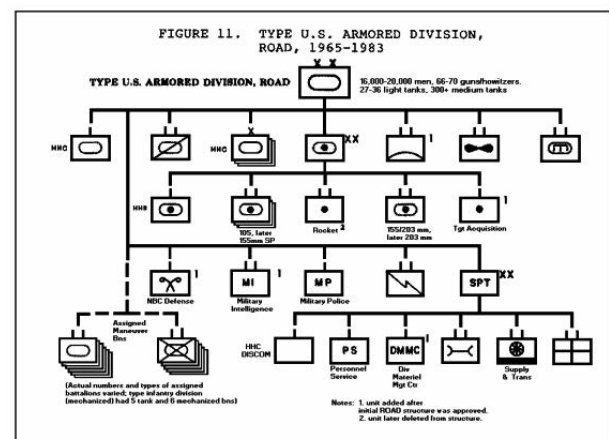 FIGURE 11. TYPE U.S. ARMORED DIVISION,
ROAD, 1965-1983
X X
TYPE U.S. ARMORED DIVISION, ROAD
16,000-20,000 men, 66-70 guns/howitzers,
27-36 light tanks, 300+ medium tanks
HHC
X
HHC
XX
1
HHB
105, later
155mm SP
Rocket 2
155/203 mm,
later 203 mm
1
Tgt Acquisition
1
NBC Defense
MI
1
Military
Intelligence
MP
Military Police
SPT
XX
Assigned
Maneuver
Bns
HHC
DISCOM
PS
Personnel
Service
DMMC
1
Div
Materiel
Mgt Ctr
Supply
& Trans
(Actual numbers and types of assigned
battalions varied; type infantry division
(mechanized) had 5 tank and 6 mechanized bns)
Notes: 1. unit added after
initial ROAD structure was approved.
2. unit later deleted from structure.